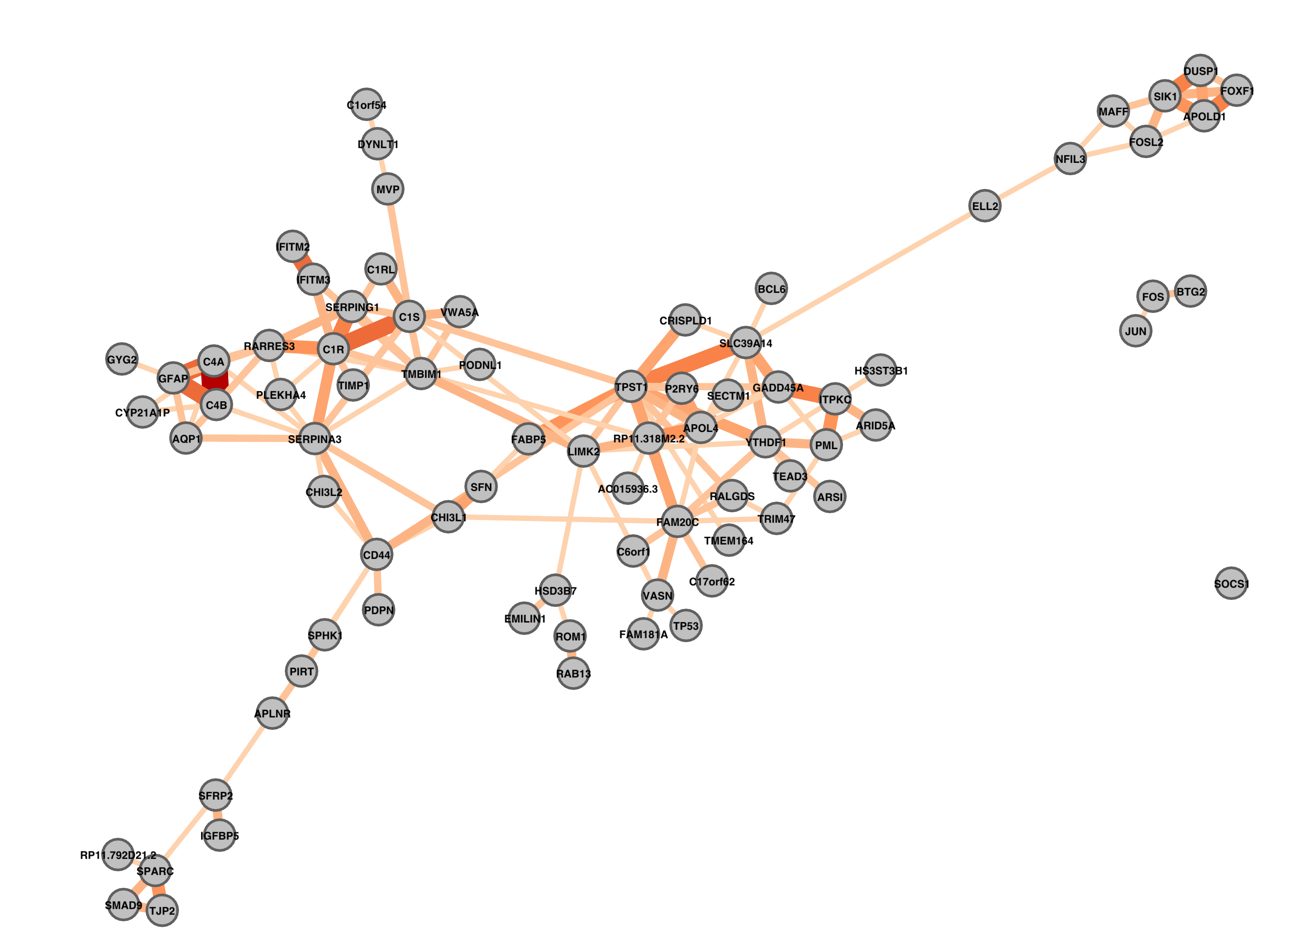 DUSP1
SIK1
FOXF1
MAFF
APOLD1
C1orf54
FOSL2
DYNLT1
NFIL3
MVP
ELL2
IFITM2
C1RL
IFITM3
BCL6
BTG2
FOS
SERPING1
VWA5A
C1S
CRISPLD1
JUN
SLC39A14
RARRES3
C1R
GYG2
C4A
PODNL1
HS3ST3B1
TMBIM1
GFAP
TIMP1
TPST1
P2RY6
GADD45A
PLEKHA4
SECTM1
ITPKC
C4B
CYP21A1P
ARID5A
APOL4
AQP1
SERPINA3
FABP5
RP11.318M2.2
YTHDF1
PML
LIMK2
TEAD3
SFN
AC015936.3
CHI3L2
RALGDS
ARSI
CHI3L1
FAM20C
TRIM47
TMEM164
C6orf1
CD44
C17orf62
SOCS1
HSD3B7
VASN
PDPN
EMILIN1
TP53
SPHK1
ROM1
FAM181A
PIRT
RAB13
APLNR
SFRP2
IGFBP5
RP11.792D21.2
SPARC
SMAD9
TJP2